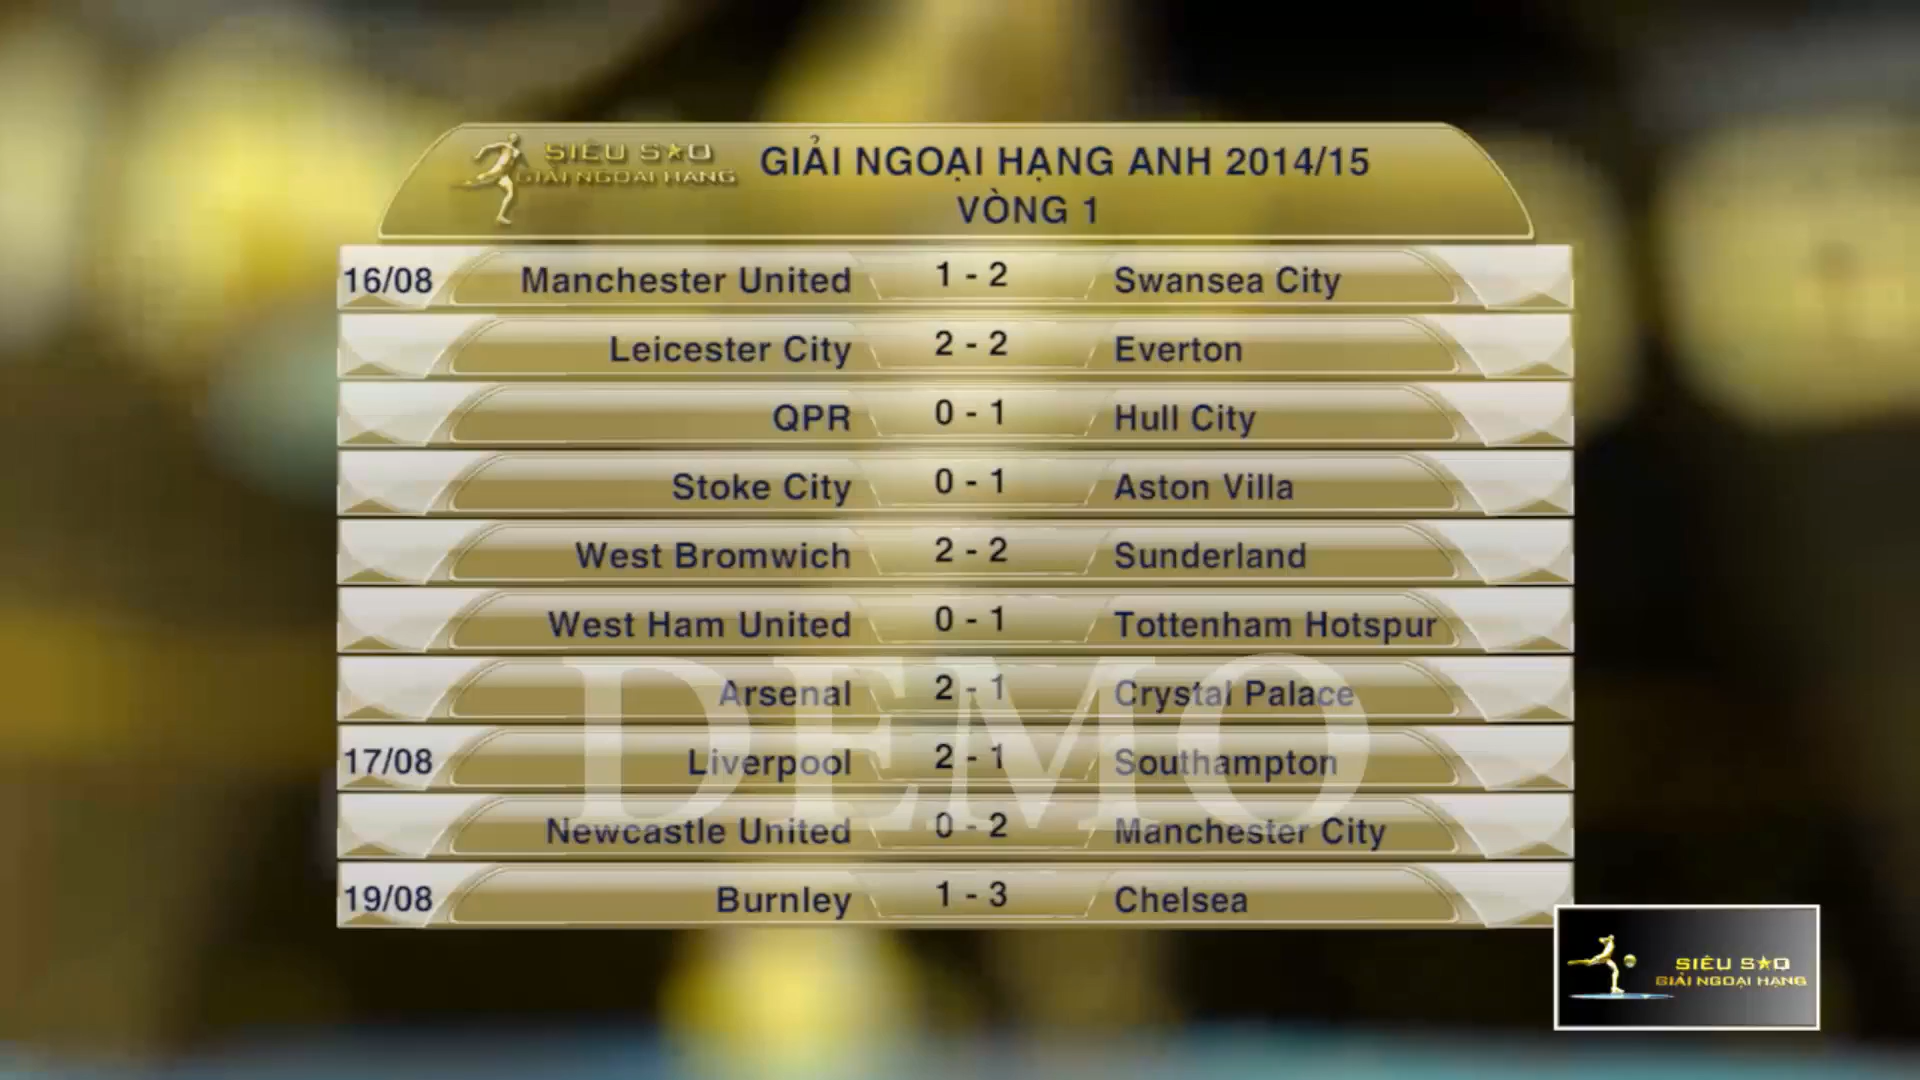 SIÊU SAO
GIẢI NGOẠI HẠNG
GIẢI NGOẠI HẠNG ANH 2014/15
VÒNG 1
16/08 Manchester United 1 - 2 Swansea City
Leicester City 2 - 2 Everton
QPR 0 - 1 Hull City
Stoke City 0 - 1 Aston Villa
West Bromwich 2 - 2 Sunderland
West Ham United 0 - 1 Tottenham Hotspur
Arsenal 2 - 1 Crystal Palace
DEMO
17/08 Liverpool 2 - 1 Southampton
Newcastle United 0 - 2 Manchester City
19/08 Burnley 1 - 3 Chelsea
SIÊU SAO
GIẢI NGOẠI HẠNG